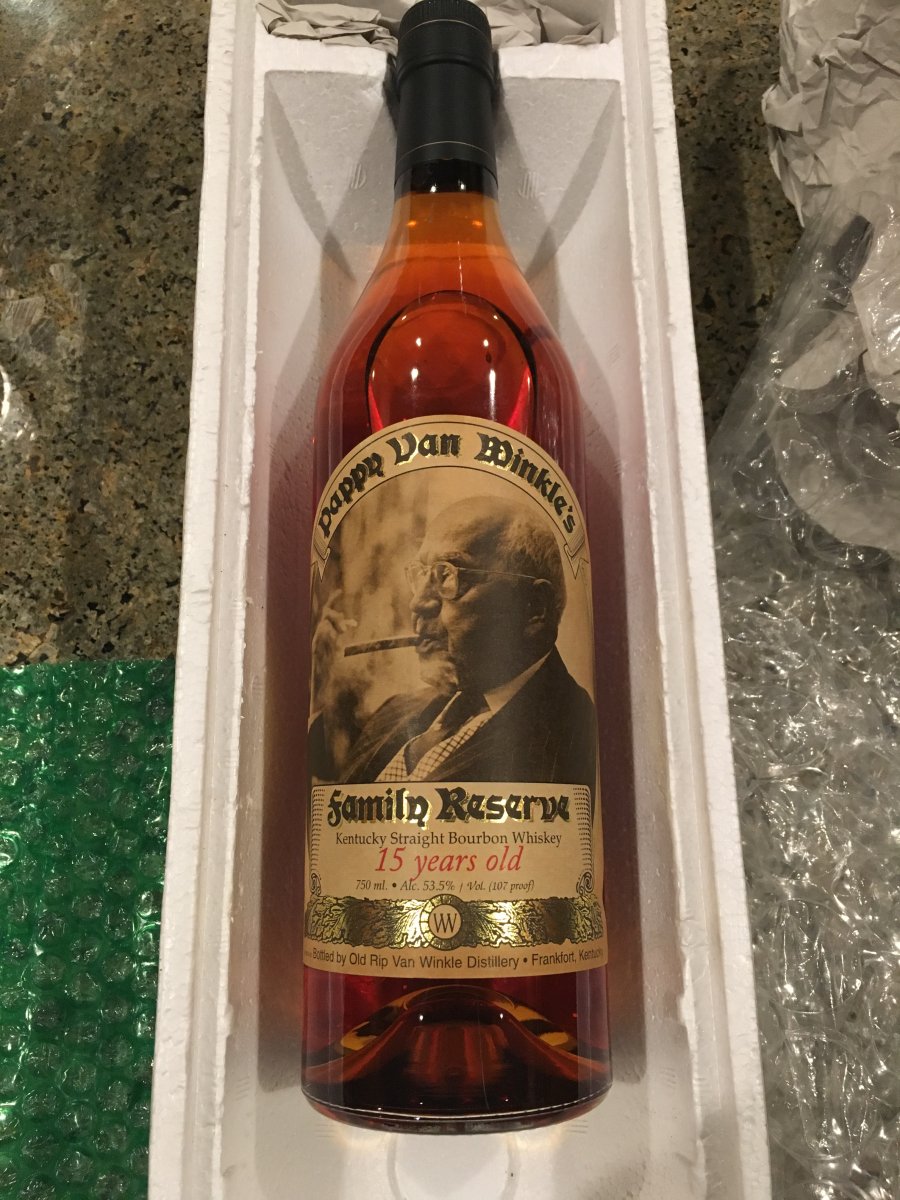 Pappy Van Winkle's
Family Reserve
Kentucky Straight Bourbon Whiskey
15 years old
750 ml. • Alc. 53.5% / Vol. (107 proof)
VW
Bottled by Old Rip Van Winkle Distillery • Frankfort, Kentucky